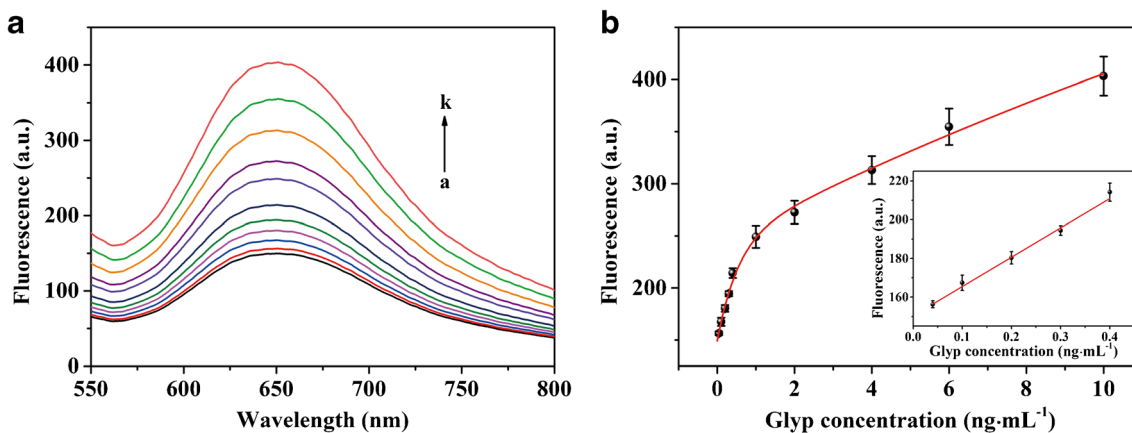 a
400
300
200
100
0
Fluorescence (a.u.)
k
a
550 600 650 700 750 800
Wavelength (nm)
b
400
300
200
Fluorescence (a.u.)
0 2 4 6 8 10
Glyp concentration (ng·mL⁻¹)
220
200
180
160
Fluorescence (a.u.)
0.0 0.1 0.2 0.3 0.4
Glyp concentration (ng·mL⁻¹)